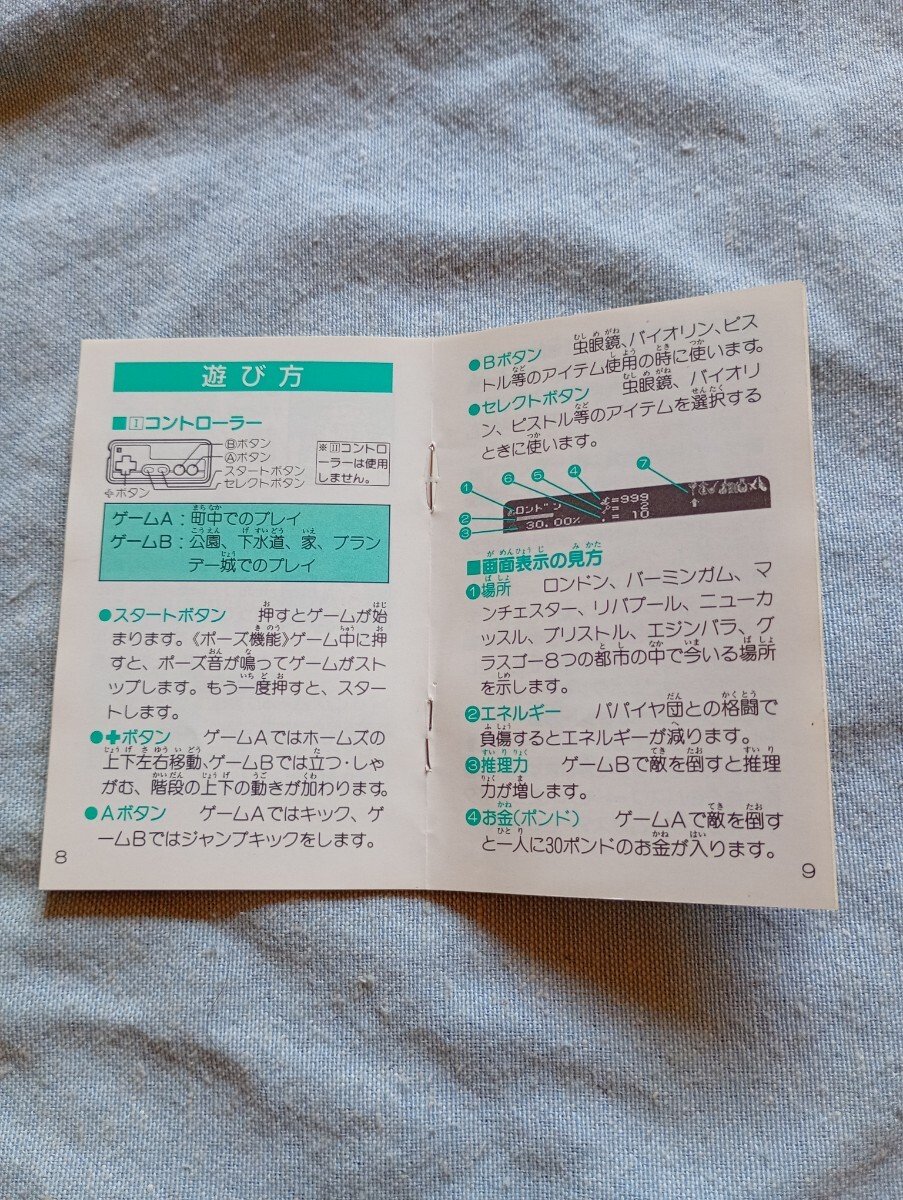 遊び方
■Ⅰコントローラー
Ⓑボタン
Ⓐボタン
スタートボタン
セレクトボタン
✚ボタン
※Ⅱコントロ
ーラーは使用
しません。
ゲームA：町中でのプレイ
ゲームB：公園、下水道、家、ブラン
デー城でのプレイ
●スタートボタン　押すとゲームが始
まります。《ポーズ機能》ゲーム中に押
すと、ポーズ音が鳴ってゲームがスト
ップします。もう一度押すと、スター
トします。
●✚ボタン　ゲームAではホームズの
上下左右移動、ゲームBでは立つ・しゃ
がむ、階段の上下の動きが加わります。
●Aボタン　ゲームAではキック、ゲ
ームBではジャンプキックをします。
8
●Bボタン　虫眼鏡、バイオリン、ピス
トル等のアイテム使用の時に使います。
●セレクトボタン　虫眼鏡、バイオリ
ン、ピストル等のアイテムを選択する
ときに使います。
① ② ③ ④ ⑤ ⑥ ⑦
ロンドン
=999
= 2
30.00%
= 10
■画面表示の見方
❶場所　ロンドン、バーミンガム、マ
ンチェスター、リバプール、ニューカ
ッスル、ブリストル、エジンバラ、グ
ラスゴー8つの都市の中で今いる場所
を示します。
❷エネルギー　パパイヤ団との格闘で
負傷するとエネルギーが減ります。
❸推理力　ゲームBで敵を倒すと推理
力が増します。
❹お金(ポンド)　ゲームAで敵を倒す
と一人に30ポンドのお金が入ります。
9